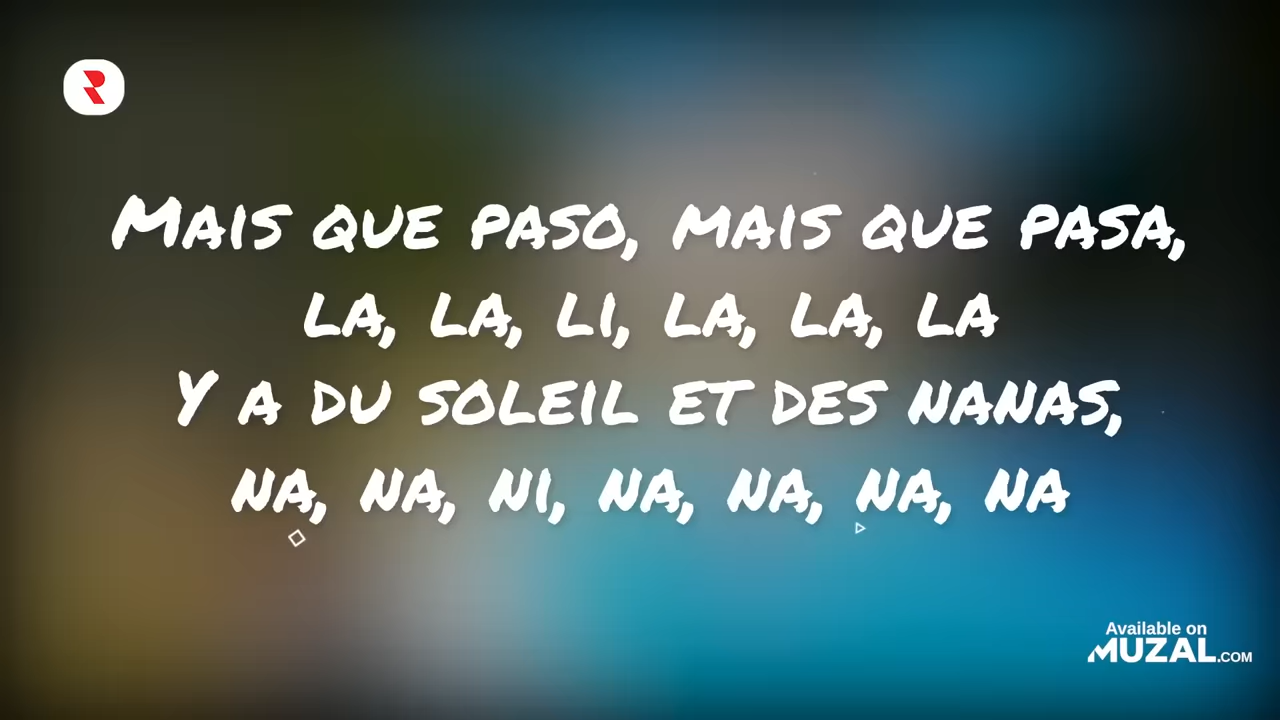 Mais que paso, mais que pasa,
la, la, li, la, la, la
Y a du soleil et des nanas,
na, na, ni, na, na, na, na
Available on
MUZAL.COM